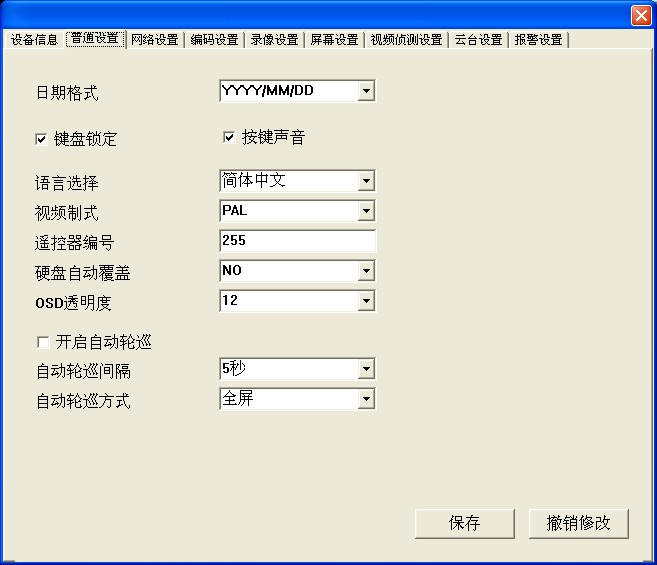 设备信息 普通设置 网络设置 编码设置 录像设置 屏幕设置 视频侦测设置 云台设置 报警设置
日期格式 YYYY/MM/DD
键盘锁定 按键声音
语言选择 简体中文
视频制式 PAL
遥控器编号 255
硬盘自动覆盖 NO
OSD透明度 12
开启自动轮巡
自动轮巡间隔 5秒
自动轮巡方式 全屏
保存 撤销修改